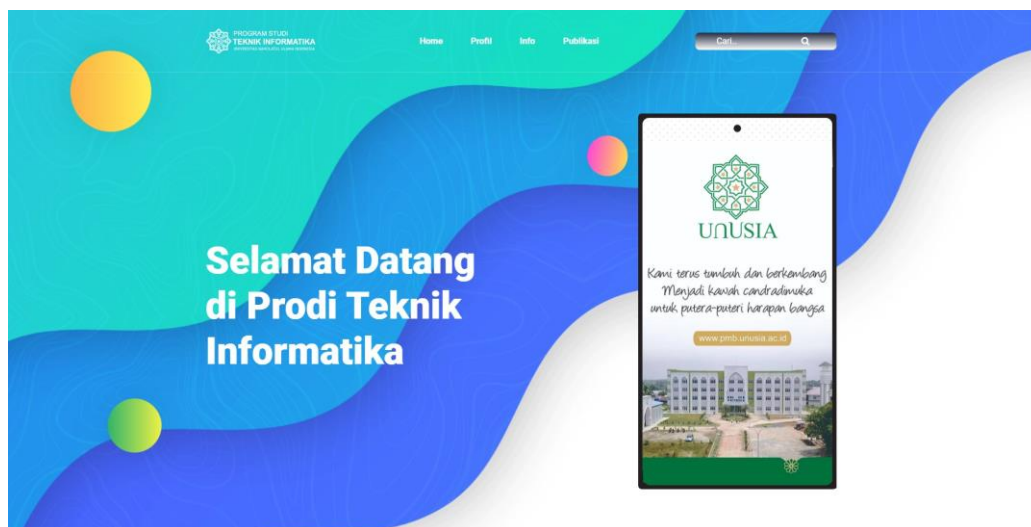 PROGRAM STUDI
TEKNIK INFORMATIKA
Home Profil Info Publikasi
Cari...
Selamat Datang
di Prodi Teknik
Informatika
UNUSIA
Kami terus tumbuh dan berkembang
Menjadi kawah candradimuka
untuk putera-puteri harapan bangsa
www.pmb.unusia.ac.id